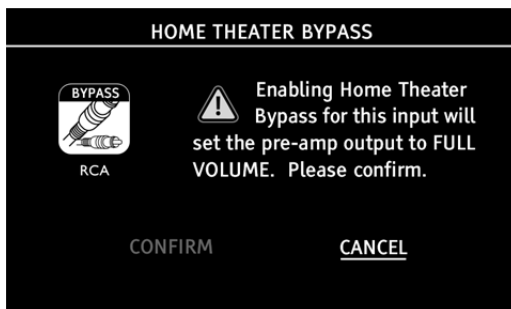 HOME THEATER BYPASS
BYPASS
RCA
Enabling Home Theater
Bypass for this input will
set the pre-amp output to FULL
VOLUME. Please confirm.
CONFIRM
CANCEL